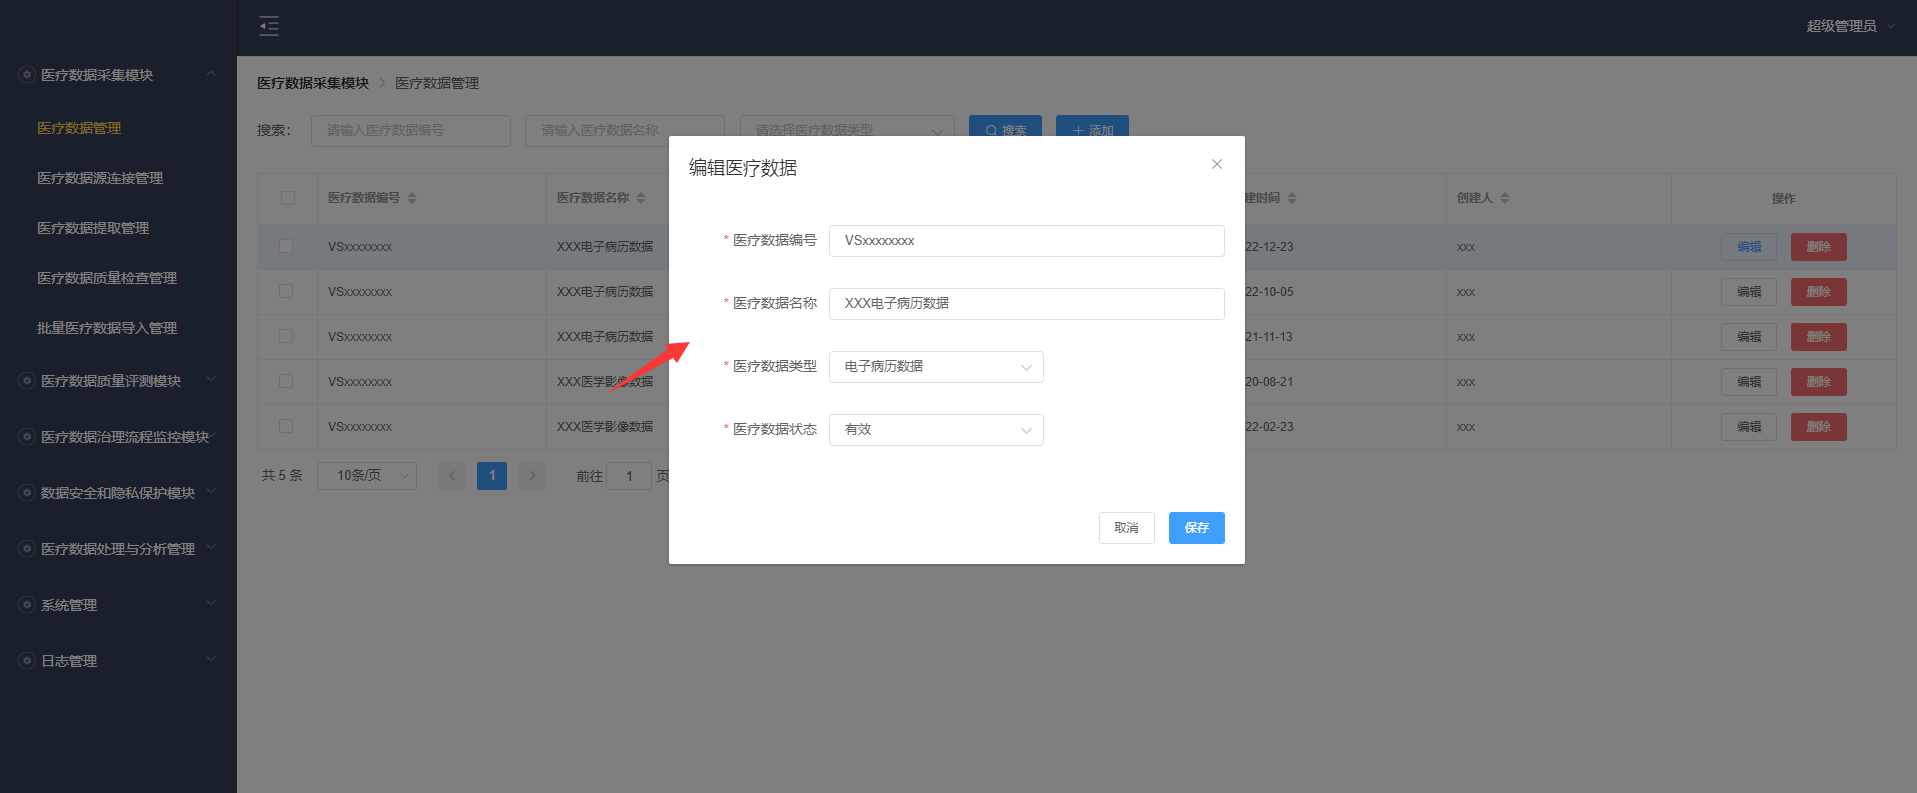 超级管理员
医疗数据采集模块
医疗数据管理
医疗数据源连接管理
医疗数据提取管理
医疗数据质量检查管理
批量医疗数据导入管理
医疗数据质量评测模块
医疗数据治理流程监控模块
数据安全和隐私保护模块
医疗数据处理与分析管理
系统管理
日志管理
医疗数据采集模块 > 医疗数据管理
搜索: 请输入医疗数据编号 请输入医疗数据名称 请选择医疗数据类型 搜索 + 添加
医疗数据编号 医疗数据名称 建时间 创建人 操作
VSxxxxxxxx XXX电子病历数据 22-12-23 xxx 编辑 删除
VSxxxxxxxx XXX电子病历数据 22-10-05 xxx 编辑 删除
VSxxxxxxxx XXX电子病历数据 21-11-13 xxx 编辑 删除
VSxxxxxxxx XXX医学影像数据 20-08-21 xxx 编辑 删除
VSxxxxxxxx XXX医学影像数据 22-02-23 xxx 编辑 删除
共 5 条 10条/页 < 1 > 前往 1 页
编辑医疗数据
* 医疗数据编号 VSxxxxxxxx
* 医疗数据名称 XXX电子病历数据
* 医疗数据类型 电子病历数据
* 医疗数据状态 有效
取消 保存